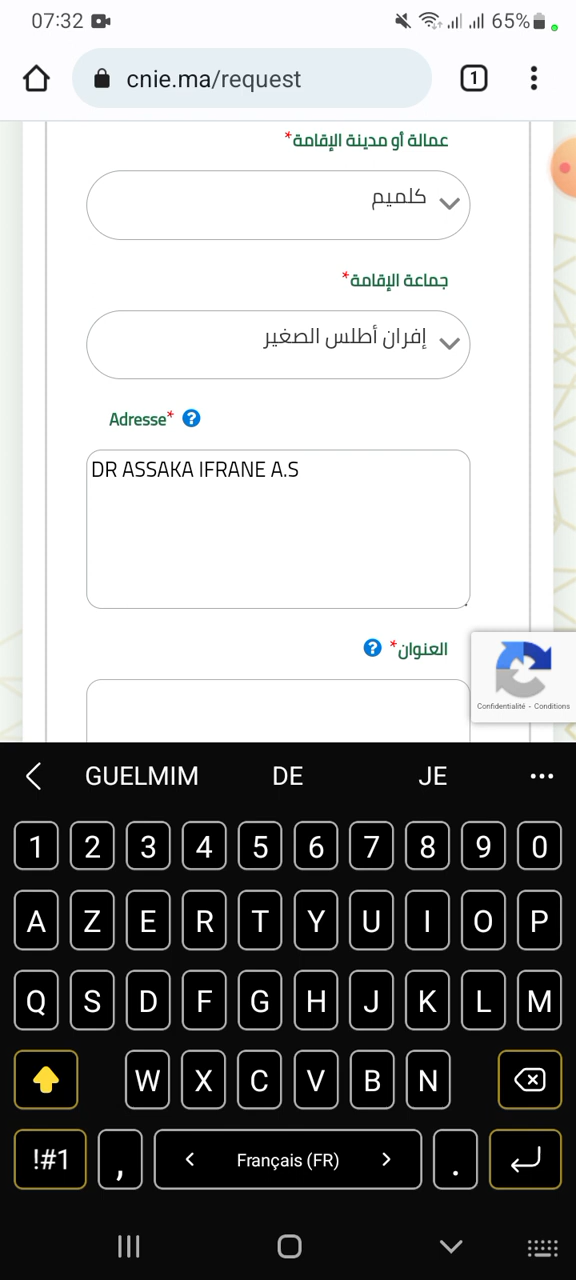 07:32
65%
cnie.ma/request
1
عمالة أو مدينة الإقامة*
كلميم
جماعة الإقامة*
إفران أطلس الصغير
Adresse* ?
DR ASSAKA IFRANE A.S
العنوان* ?
Confidentialité - Conditions
GUELMIM DE JE ...
1 2 3 4 5 6 7 8 9 0
A Z E R T Y U I O P
Q S D F G H J K L M
W X C V B N
!#1 , < Français (FR) > .